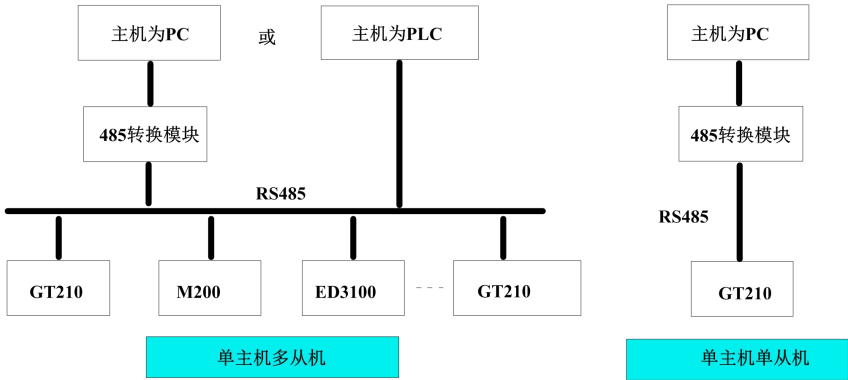 主机为PC
或
主机为PLC
485转换模块
RS485
GT210
M200
ED3100
GT210
单主机多从机
主机为PC
485转换模块
RS485
GT210
单主机单从机